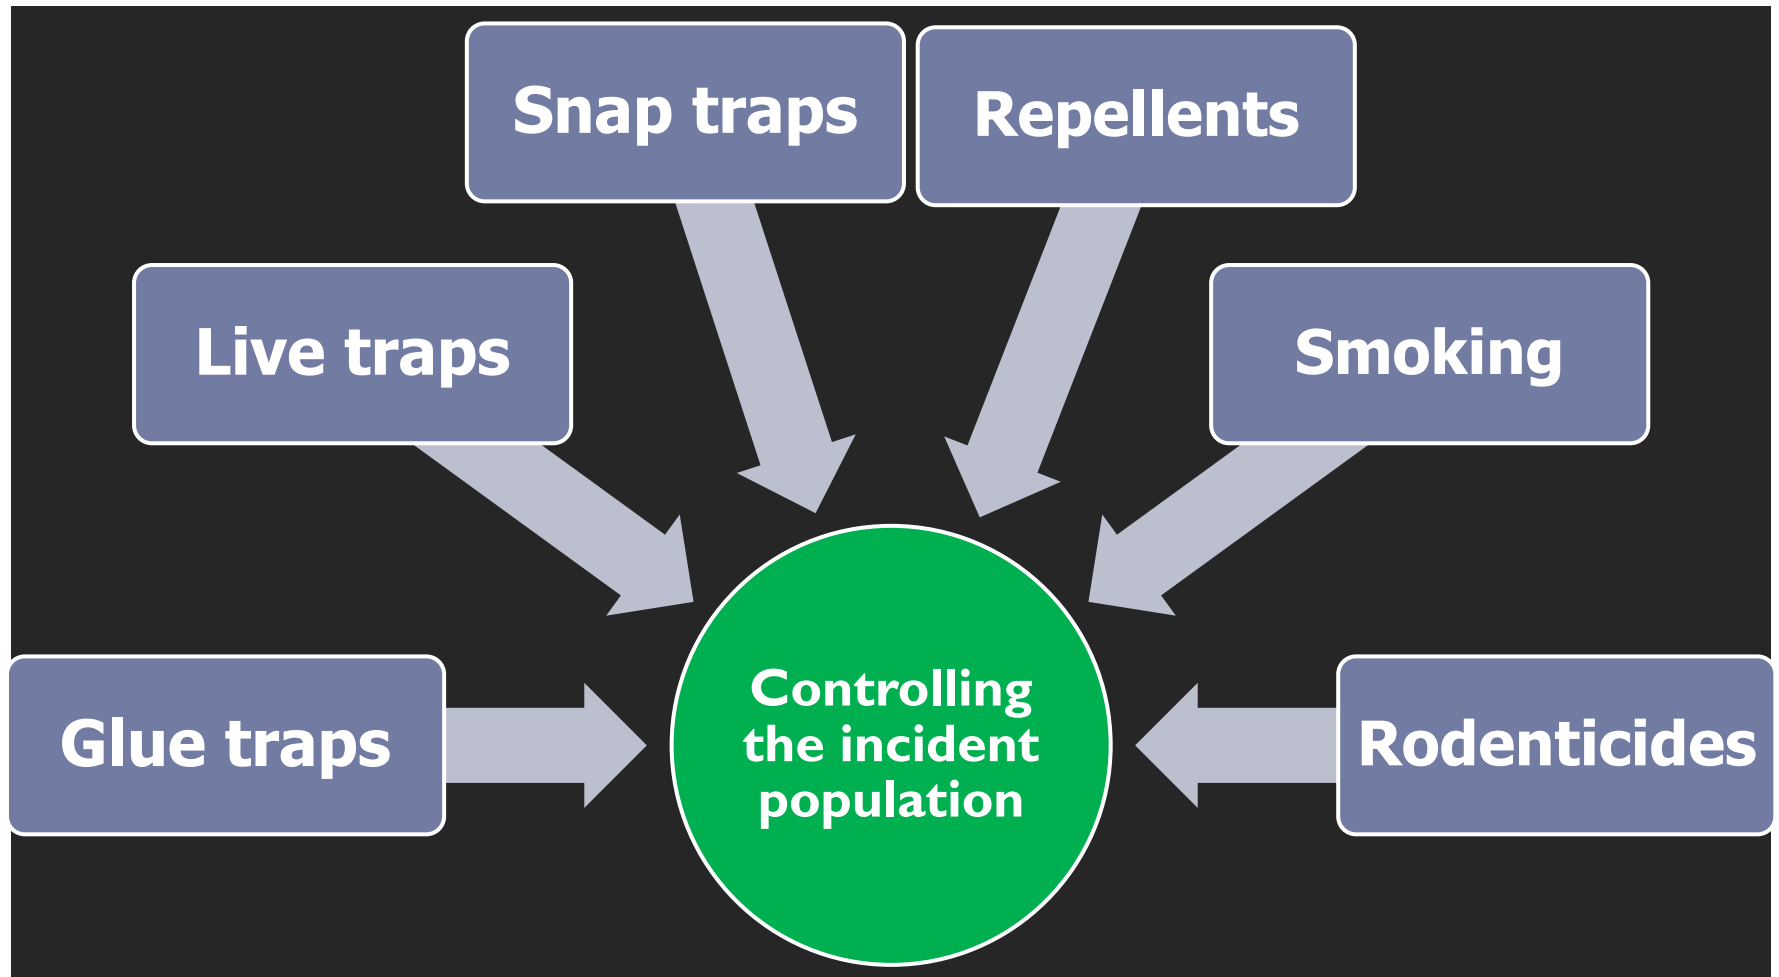 Snap traps
Repellents
Live traps
Smoking
Glue traps
Controlling
the incident
population
Rodenticides